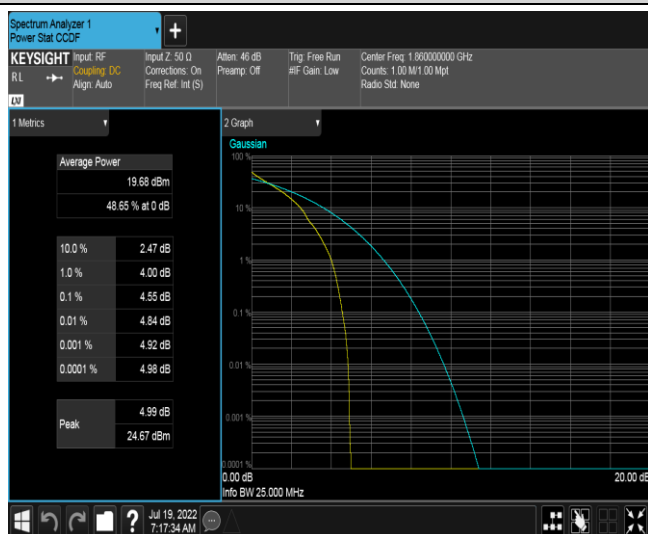 Spectrum Analyzer 1
Power Stat CCDF
+
KEYSIGHT
RL
LXI
Input: RF
Coupling: DC
Align: Auto
Input Z: 50 Ω
Corrections: On
Freq Ref: Int (S)
Atten: 46 dB
Preamp: Off
Trig: Free Run
#IF Gain: Low
Center Freq: 1.860000000 GHz
Counts: 1.00 M/1.00 Mpt
Radio Std: None
1 Metrics
Average Power
19.68 dBm
48.65 % at 0 dB
10.0 % 2.47 dB
1.0 % 4.00 dB
0.1 % 4.55 dB
0.01 % 4.84 dB
0.001 % 4.92 dB
0.0001 % 4.98 dB
Peak
4.99 dB
24.67 dBm
2 Graph
Gaussian
100 %
10 %
1 %
0.1 %
0.01 %
0.001 %
0.0001 %
0.00 dB
20.00 dB
Info BW 25.000 MHz
?
Jul 19, 2022
7:17:34 AM